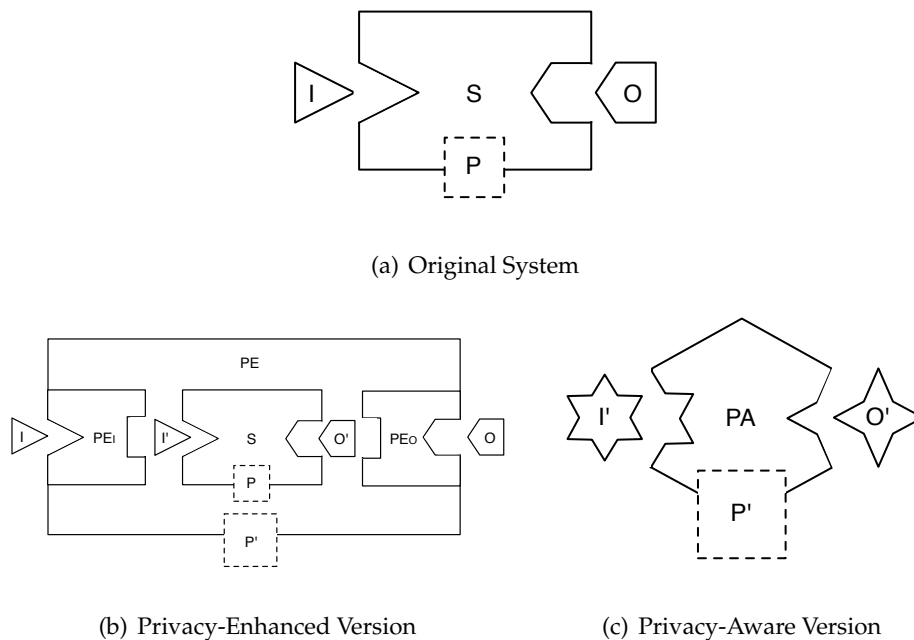 I S O
P
(a) Original System
PE
I PEI I' S O' PEO O
P
P'
I' PA O'
P'
(b) Privacy-Enhanced Version
(c) Privacy-Aware Version